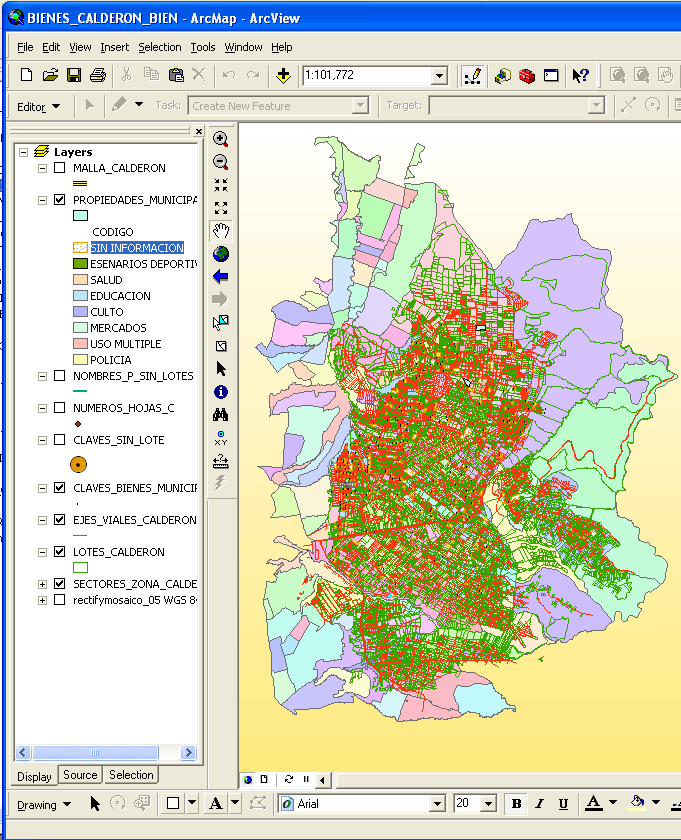 BIENES_CALDERON_BIEN - ArcMap - ArcView
File Edit View Insert Selection Tools Window Help
1:101,772
Editor Task: Create New Feature Target:
Layers
MALLA_CALDERON
PROPIEDADES_MUNICIPA
CODIGO
SIN INFORMACION
ESENARIOS DEPORTIV
SALUD
EDUCACION
CULTO
MERCADOS
USO MULTIPLE
POLICIA
NOMBRES_P_SIN_LOTES
NUMEROS_HOJAS_C
CLAVES_SIN_LOTE
CLAVES_BIENES_MUNICIF
EJES_VIALES_CALDERON
LOTES_CALDERON
SECTORES_ZONA_CALDE
rectifymosaico_05 WGS 84
Display Source Selection
Drawing A Arial 20 B I U A